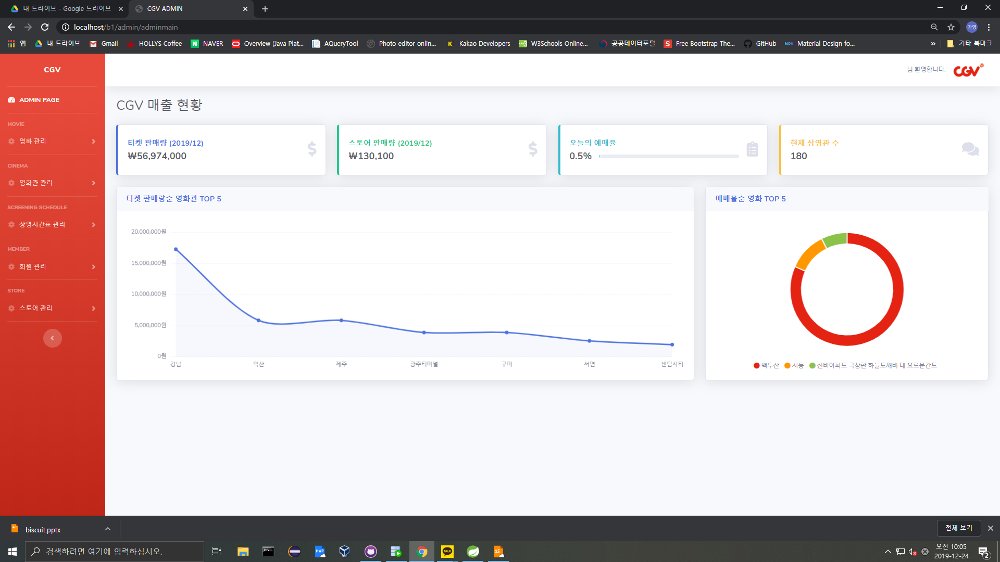 내 드라이브 - Google 드라이브
CGV ADMIN
localhost/b1/admin/adminmain
가영
앱
내 드라이브
Gmail
HOLLYS Coffee
NAVER
Overview (Java Plat...
AQueryTool
Photo editor onlin...
Kakao Developers
W3Schools Online...
공공데이터포털
Free Bootstrap The...
GitHub
Material Design fo...
기타 북마크
CGV
님 환영합니다.
CGV
ADMIN PAGE
MOVIE
영화 관리
CINEMA
영화관 관리
SCREENING SCHEDULE
상영시간표 관리
MEMBER
회원 관리
STORE
스토어 관리
CGV 매출 현황
티켓 판매량 (2019/12)
₩56,974,000
스토어 판매량 (2019/12)
₩130,100
오늘의 예매율
0.5%
현재 상영관 수
180
티켓 판매량순 영화관 TOP 5
20,000,000원
15,000,000원
10,000,000원
5,000,000원
0원
강남
익산
제주
광주터미널
구미
서면
센텀시티
예매율순 영화 TOP 5
백두산
시동
신비아파트 극장판 하늘도깨비 대 요르문간드
biscuit.pptx
전체 보기
검색하려면 여기에 입력하십시오.
HWP
TALK
오전 10:05
2019-12-24
2